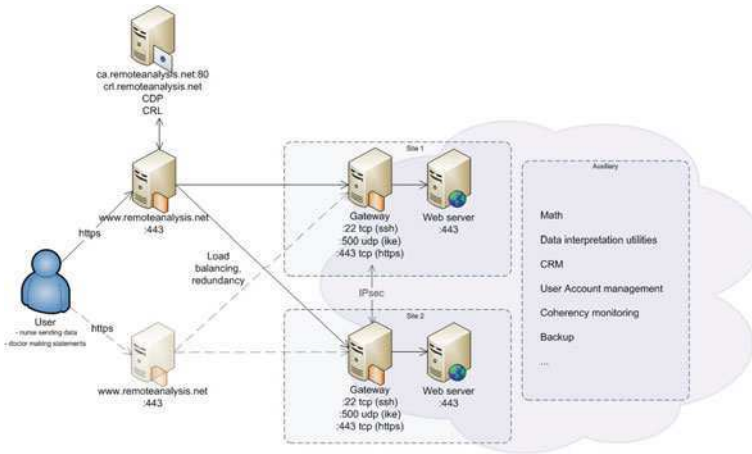 ca.remoteanalysis.net:80
crl.remoteanalysis.net
CDP
CRL
www.remoteanalysis.net
:443
https
User
- nurse sending data
- doctor making statements
https
www.remoteanalysis.net
:443
Load
balancing,
redundancy
Site 1
Gateway
:22 tcp (ssh)
:500 udp (ike)
:443 tcp (https)
Web server
:443
IPsec
Site 2
Gateway
:22 tcp (ssh)
:500 udp (ike)
:443 tcp (https)
Web server
:443
Auxiliary
Math
Data interpretation utilities
CRM
User Account management
Coherency monitoring
Backup
...